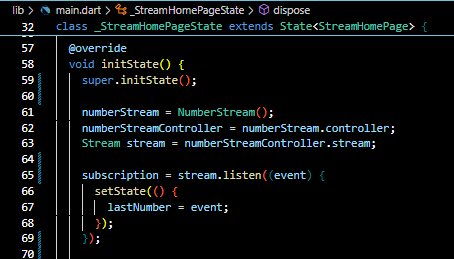 lib > main.dart > _StreamHomePageState > dispose
32 class _StreamHomePageState extends State<StreamHomePage> {
57 @override
58 void initState() {
59 super.initState();
60
61 numberStream = NumberStream();
62 numberStreamController = numberStream.controller;
63 Stream stream = numberStreamController.stream;
64
65 subscription = stream.listen((event) {
66 setState(() {
67 lastNumber = event;
68 });
69 });
70